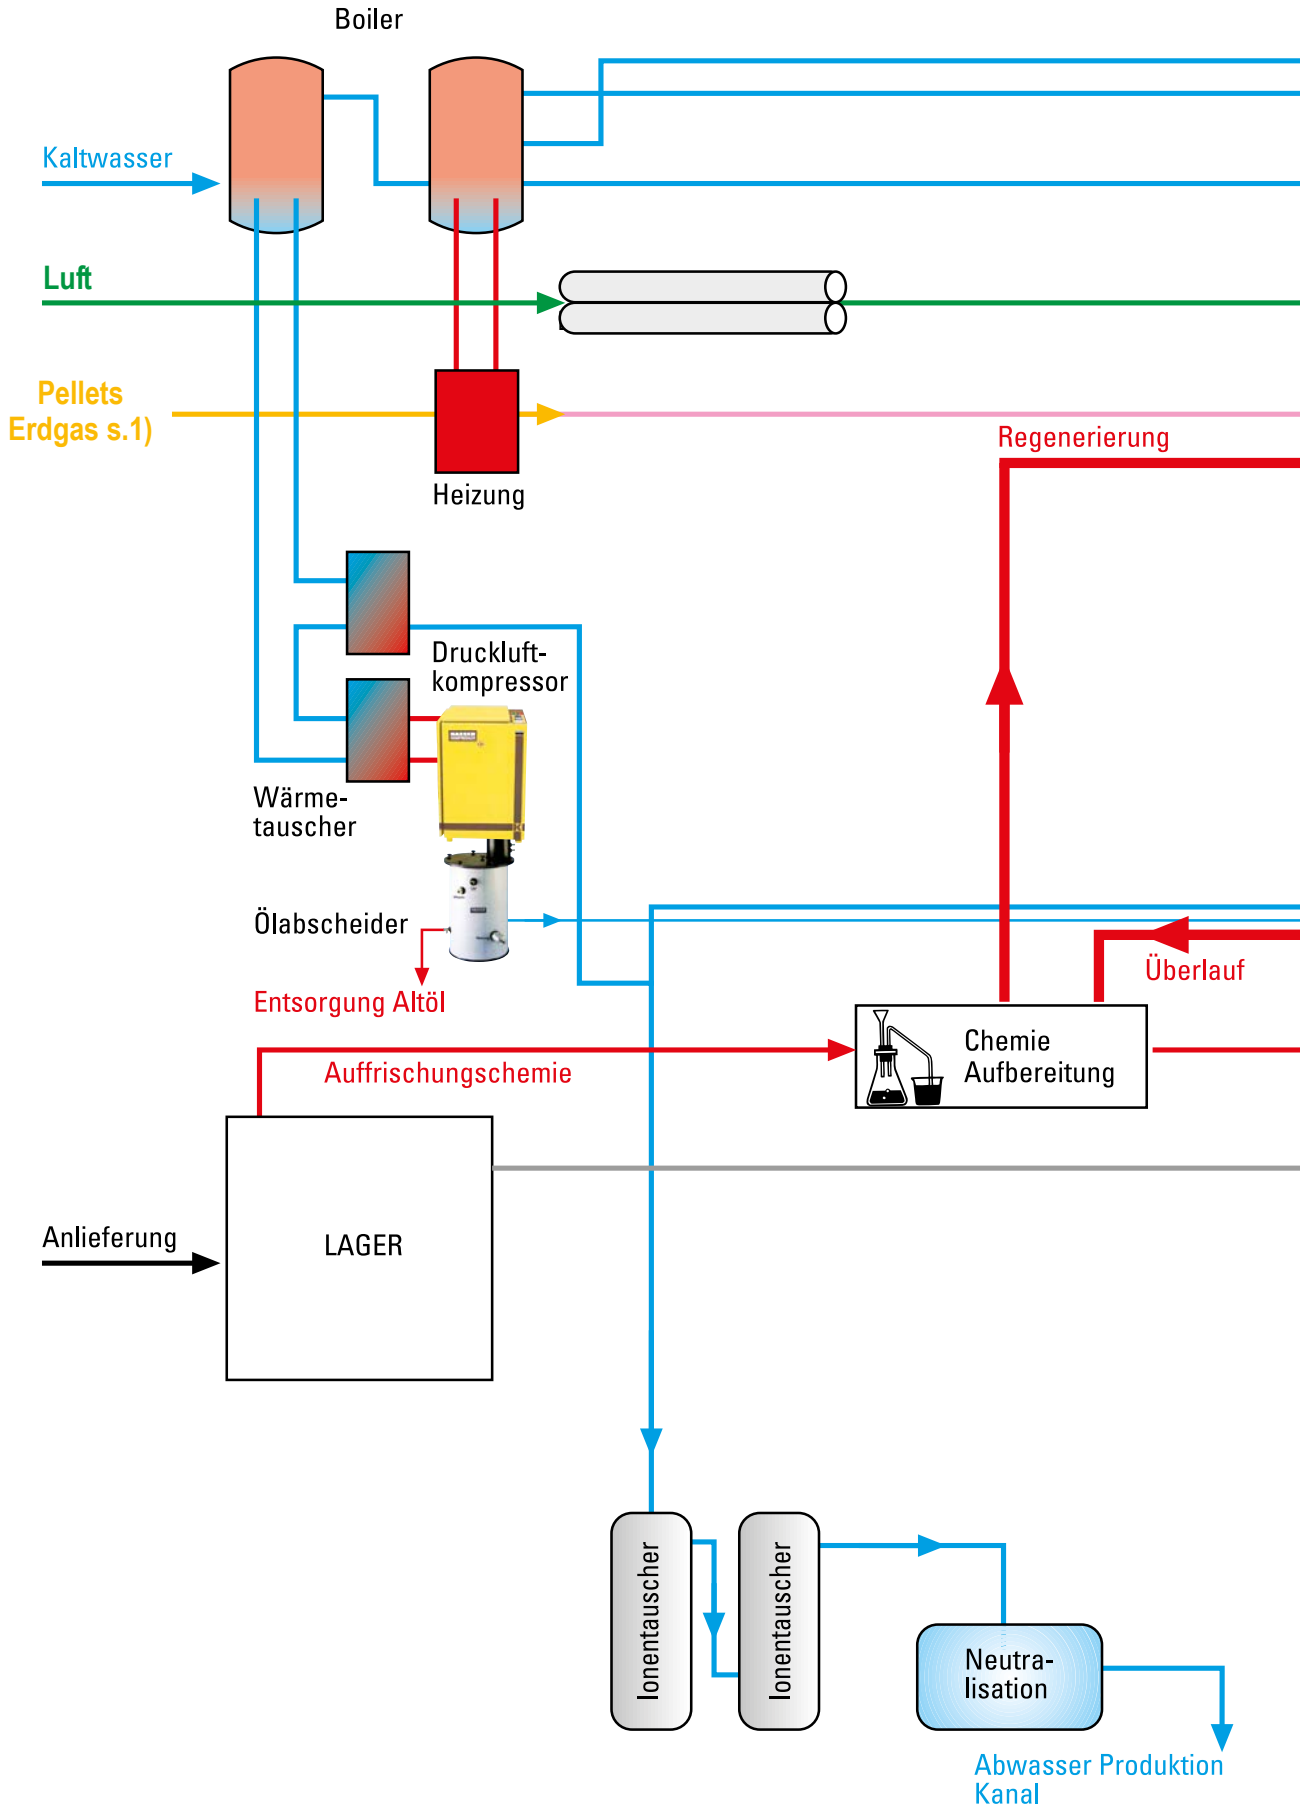 Boiler
Kaltwasser
Luft
Pellets
Erdgas s.1)
Regenerierung
Heizung
Druckluft-
kompressor
KAESER
Wärme-
tauscher
Ölabscheider
Überlauf
Entsorgung Altöl
Chemie
Aufbereitung
Auffrischungschemie
Anlieferung
LAGER
Ionentauscher
Ionentauscher
Neutra-
lisation
Abwasser Produktion
Kanal